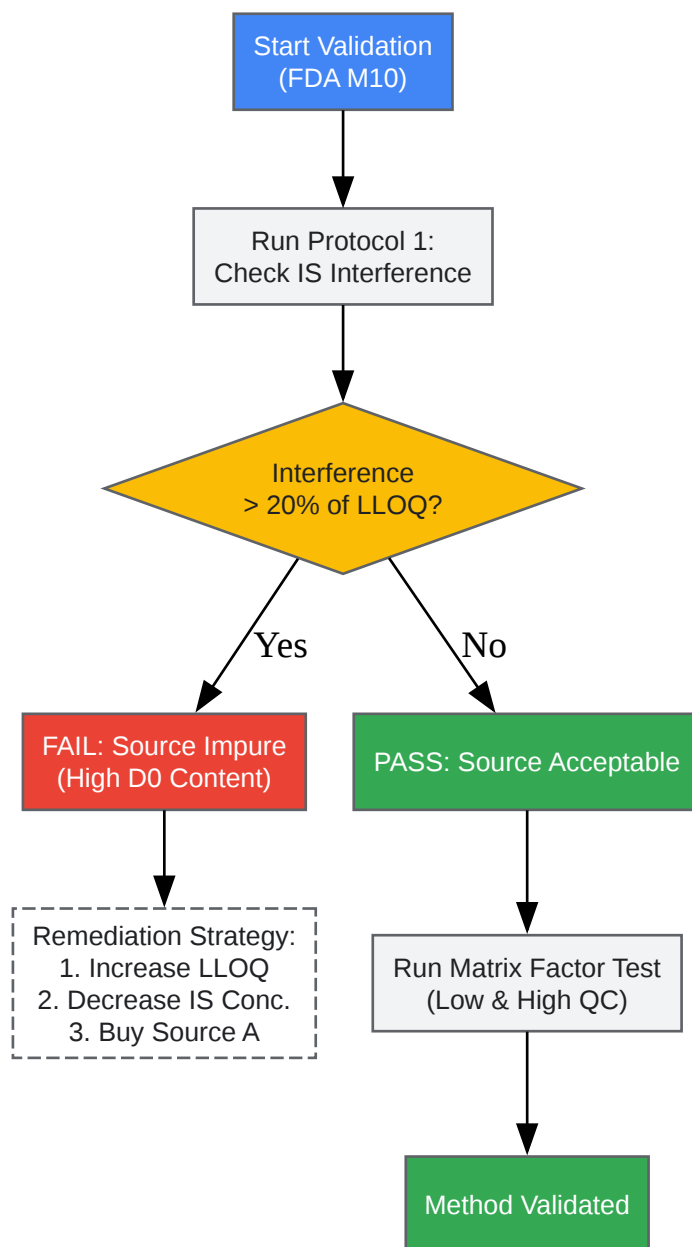 Start Validation
(FDA M10)
Run Protocol 1:
Check IS Interference
Interference
> 20% of LLOQ?
Yes
No
FAIL: Source Impure
(High D0 Content)
PASS: Source Acceptable
Remediation Strategy:
1. Increase LLOQ
2. Decrease IS Conc.
3. Buy Source A
Run Matrix Factor Test
(Low & High QC)
Method Validated